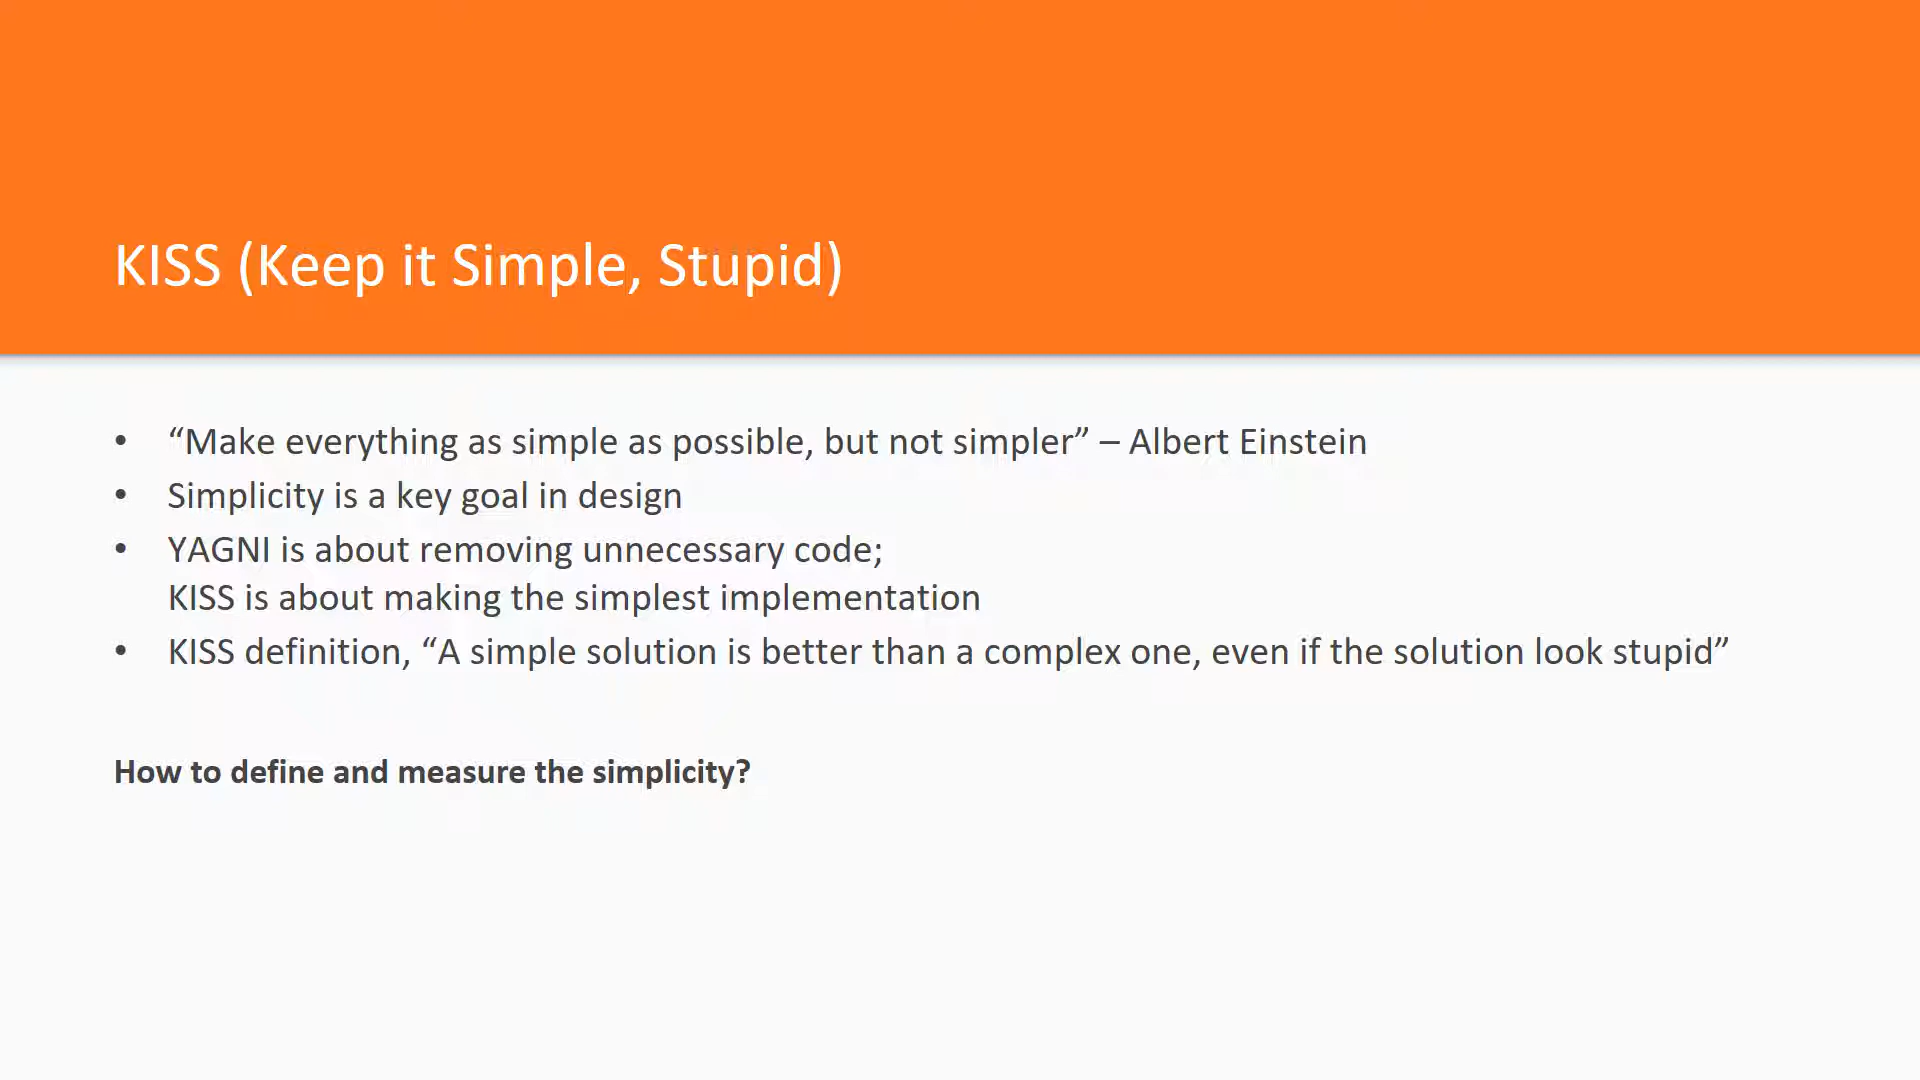 KISS (Keep it Simple, Stupid)
• “Make everything as simple as possible, but not simpler” – Albert Einstein
• Simplicity is a key goal in design
• YAGNI is about removing unnecessary code;
KISS is about making the simplest implementation
• KISS definition, “A simple solution is better than a complex one, even if the solution look stupid”
How to define and measure the simplicity?